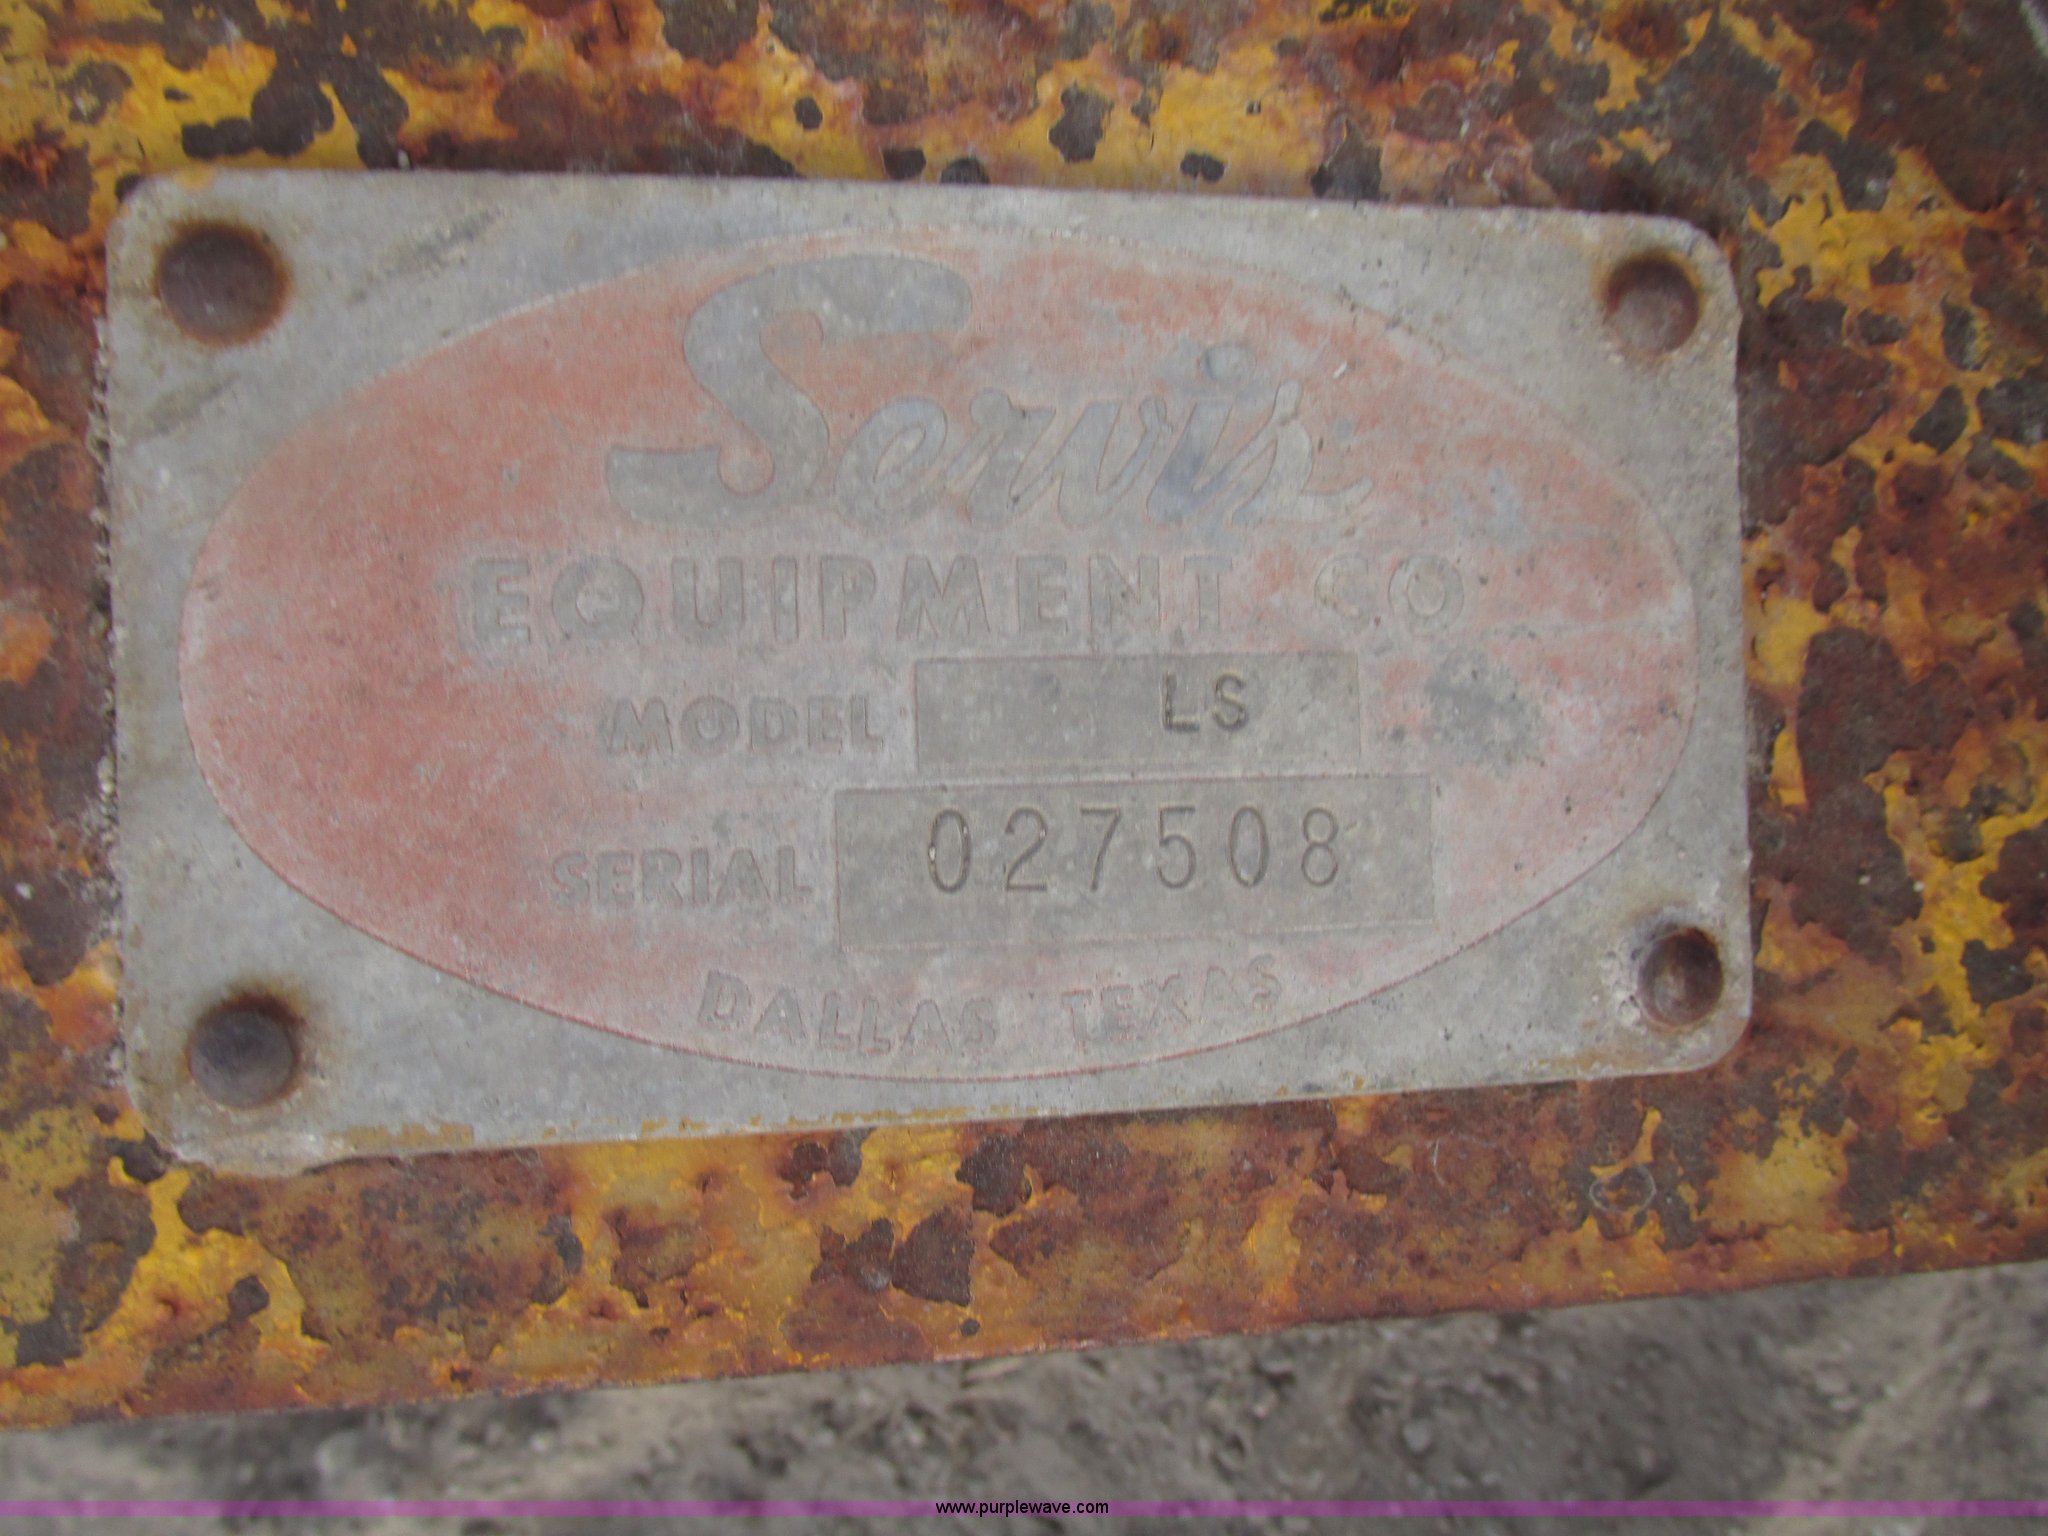 Servis
EQUIPMENT CO
MODEL LS
SERIAL 027508
DALLAS TEXAS
www.purplewave.com